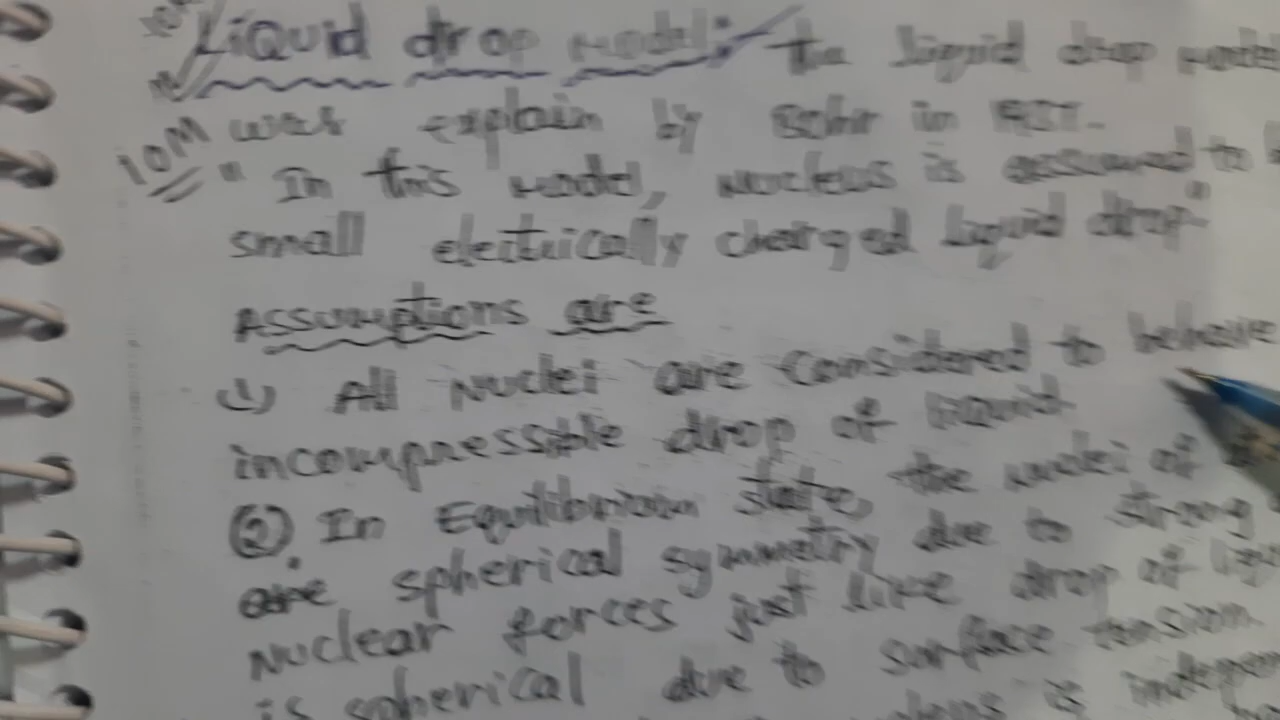 Liquid drop model:- The liquid drop model
10M was explain by Bohr in
" In this model, nucleus is assumed to
small electrically charged liquid drop."
Assumptions are
(1) All Nuclei are considered to behave
incompressible drop of liquid.
(2). In Equilibrium state, the nuclei of
are spherical symmetry due to strong
Nuclear forces just like drop of
is spherical due to surface tension.
is